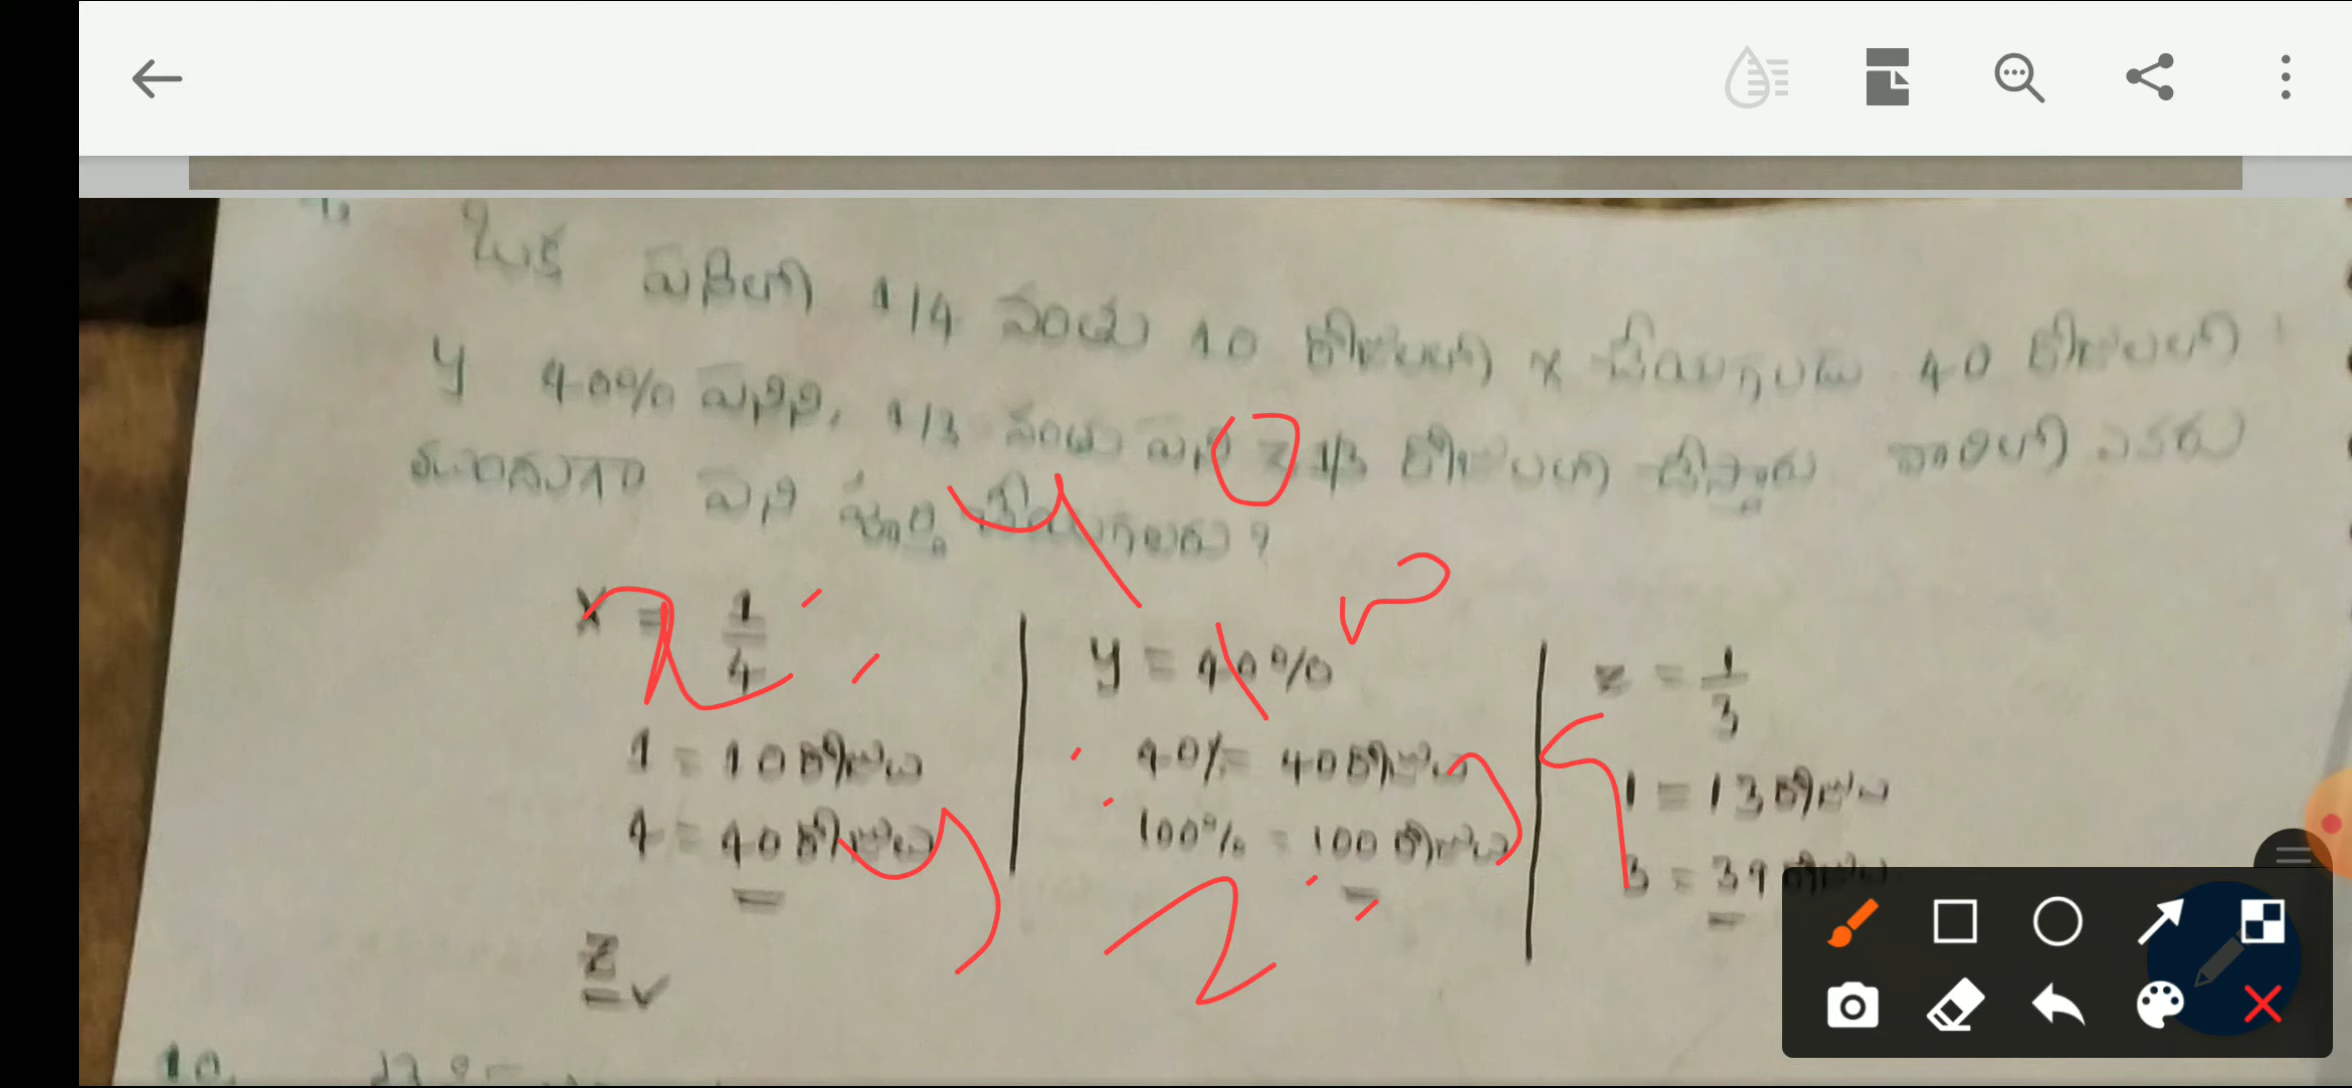 ఒక పనిలో 1/4 వంతు 10 రోజులలో x చేయగలడు 40 రోజులలో
y 40% పనిని, 1/3 వంతు పని z 13 రోజులలో చేస్తారు వారిలో ఎవరు
ముందుగా పని పూర్తి చేయగలరు?
x = 1/4
1 = 10 రోజులు
4 = 40 రోజులు
z
y = 40%
40% = 40 రోజులు
100% = 100 రోజులు
z = 1/3
1 = 13 రోజులు
3 = 39 రోజులు
10.